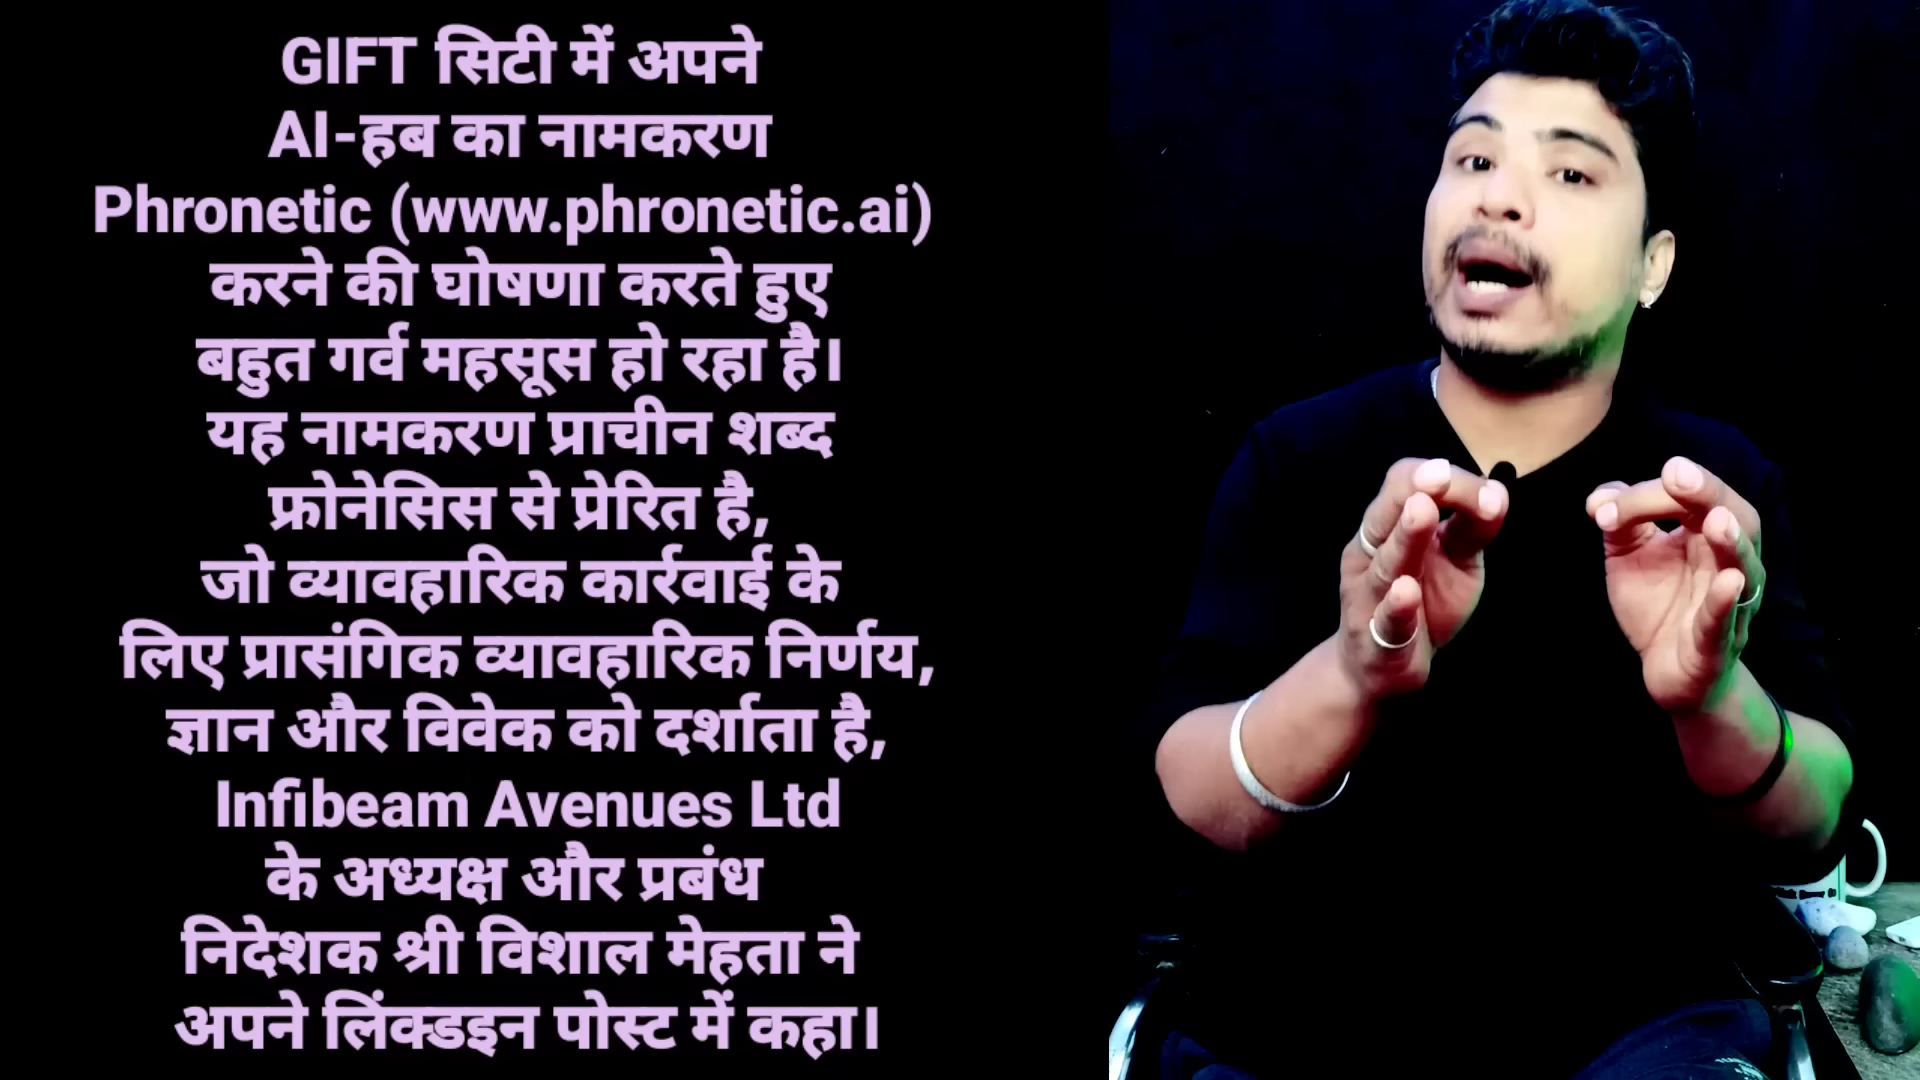 GIFT सिटी में अपने
AI-हब का नामकरण
Phronetic (www.phronetic.ai)
करने की घोषणा करते हुए
बहुत गर्व महसूस हो रहा है।
यह नामकरण प्राचीन शब्द
फ्रोनेसिस से प्रेरित है,
जो व्यावहारिक कार्रवाई के
लिए प्रासंगिक व्यावहारिक निर्णय,
ज्ञान और विवेक को दर्शाता है,
Infibeam Avenues Ltd
के अध्यक्ष और प्रबंध
निदेशक श्री विशाल मेहता ने
अपने लिंक्डइन पोस्ट में कहा।